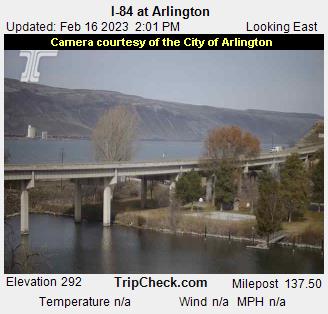 I-84 at Arlington
Updated: Feb 16 2023 2:01 PM Looking East
Camera courtesy of the City of Arlington
Elevation 292 TripCheck.com Milepost 137.50
Temperature n/a Wind n/a MPH n/a